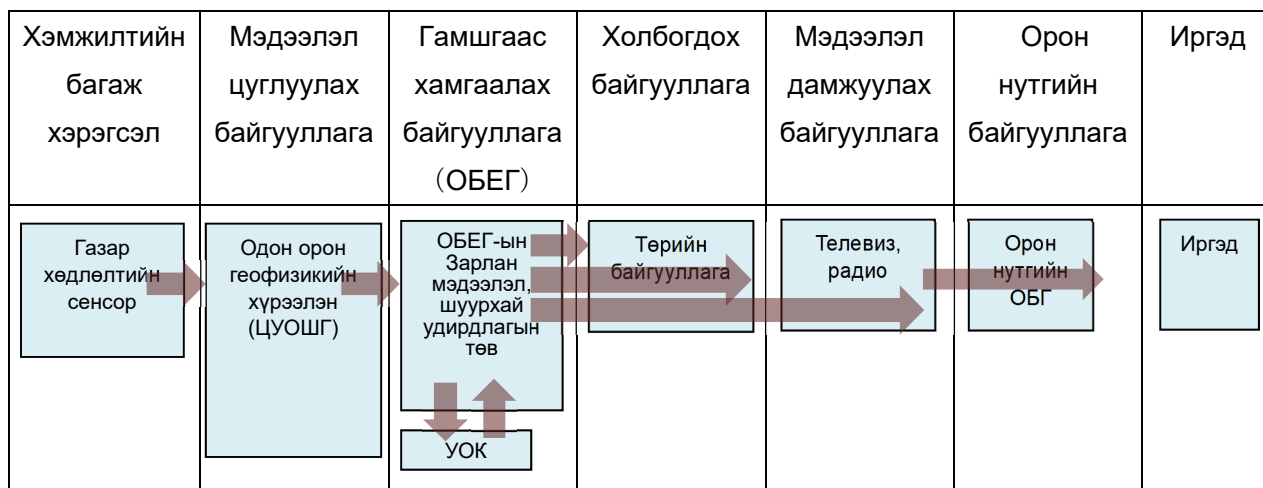 Хэмжилтийн
багаж
хэрэгсэл
Мэдээлэл
цуглуулах
байгууллага
Гамшгаас
хамгаалах
байгууллага
（ОБЕГ）
Холбогдох
байгууллага
Мэдээлэл
дамжуулах
байгууллага
Орон
нутгийн
байгууллага
Иргэд
Газар
хөдлөлтийн
сенсор
Одон орон
геофизикийн
хүрээлэн
(ЦУОШГ)
ОБЕГ-ын
Зарлан
мэдээлэл,
шуурхай
удирдлагын
төв
УОК
Төрийн
байгууллага
Телевиз,
радио
Орон
нутгийн
ОБГ
Иргэд